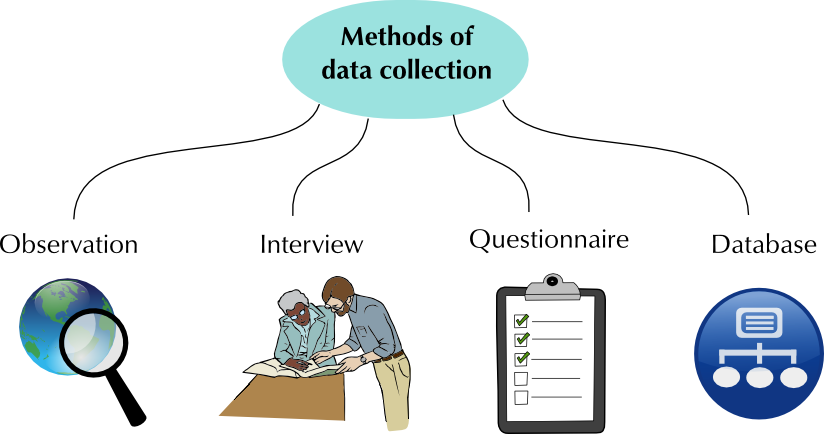 Methods of
data collection
Observation
Interview
Questionnaire
Database